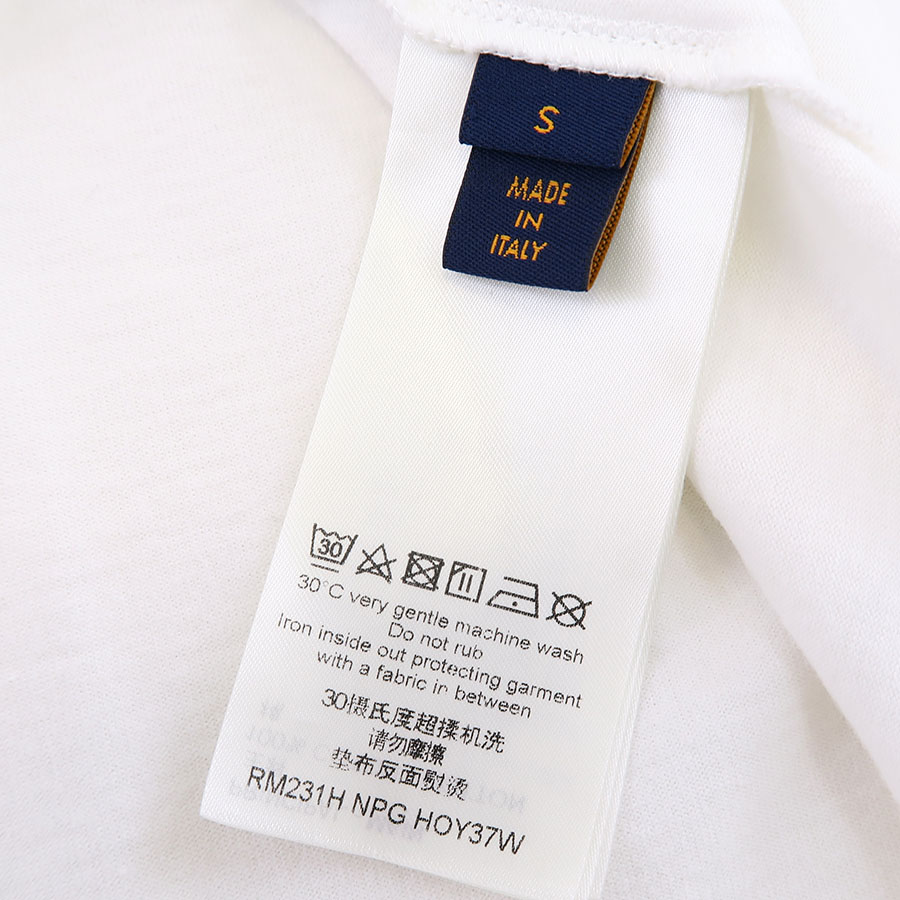 S
MADE
IN
ITALY
30
30°C very gentle machine wash
Do not rub
Iron inside out protecting garment
with a fabric in between
30摄氏度超揉机洗
请勿摩擦
垫布反面熨烫
RM231H NPG HOY37W